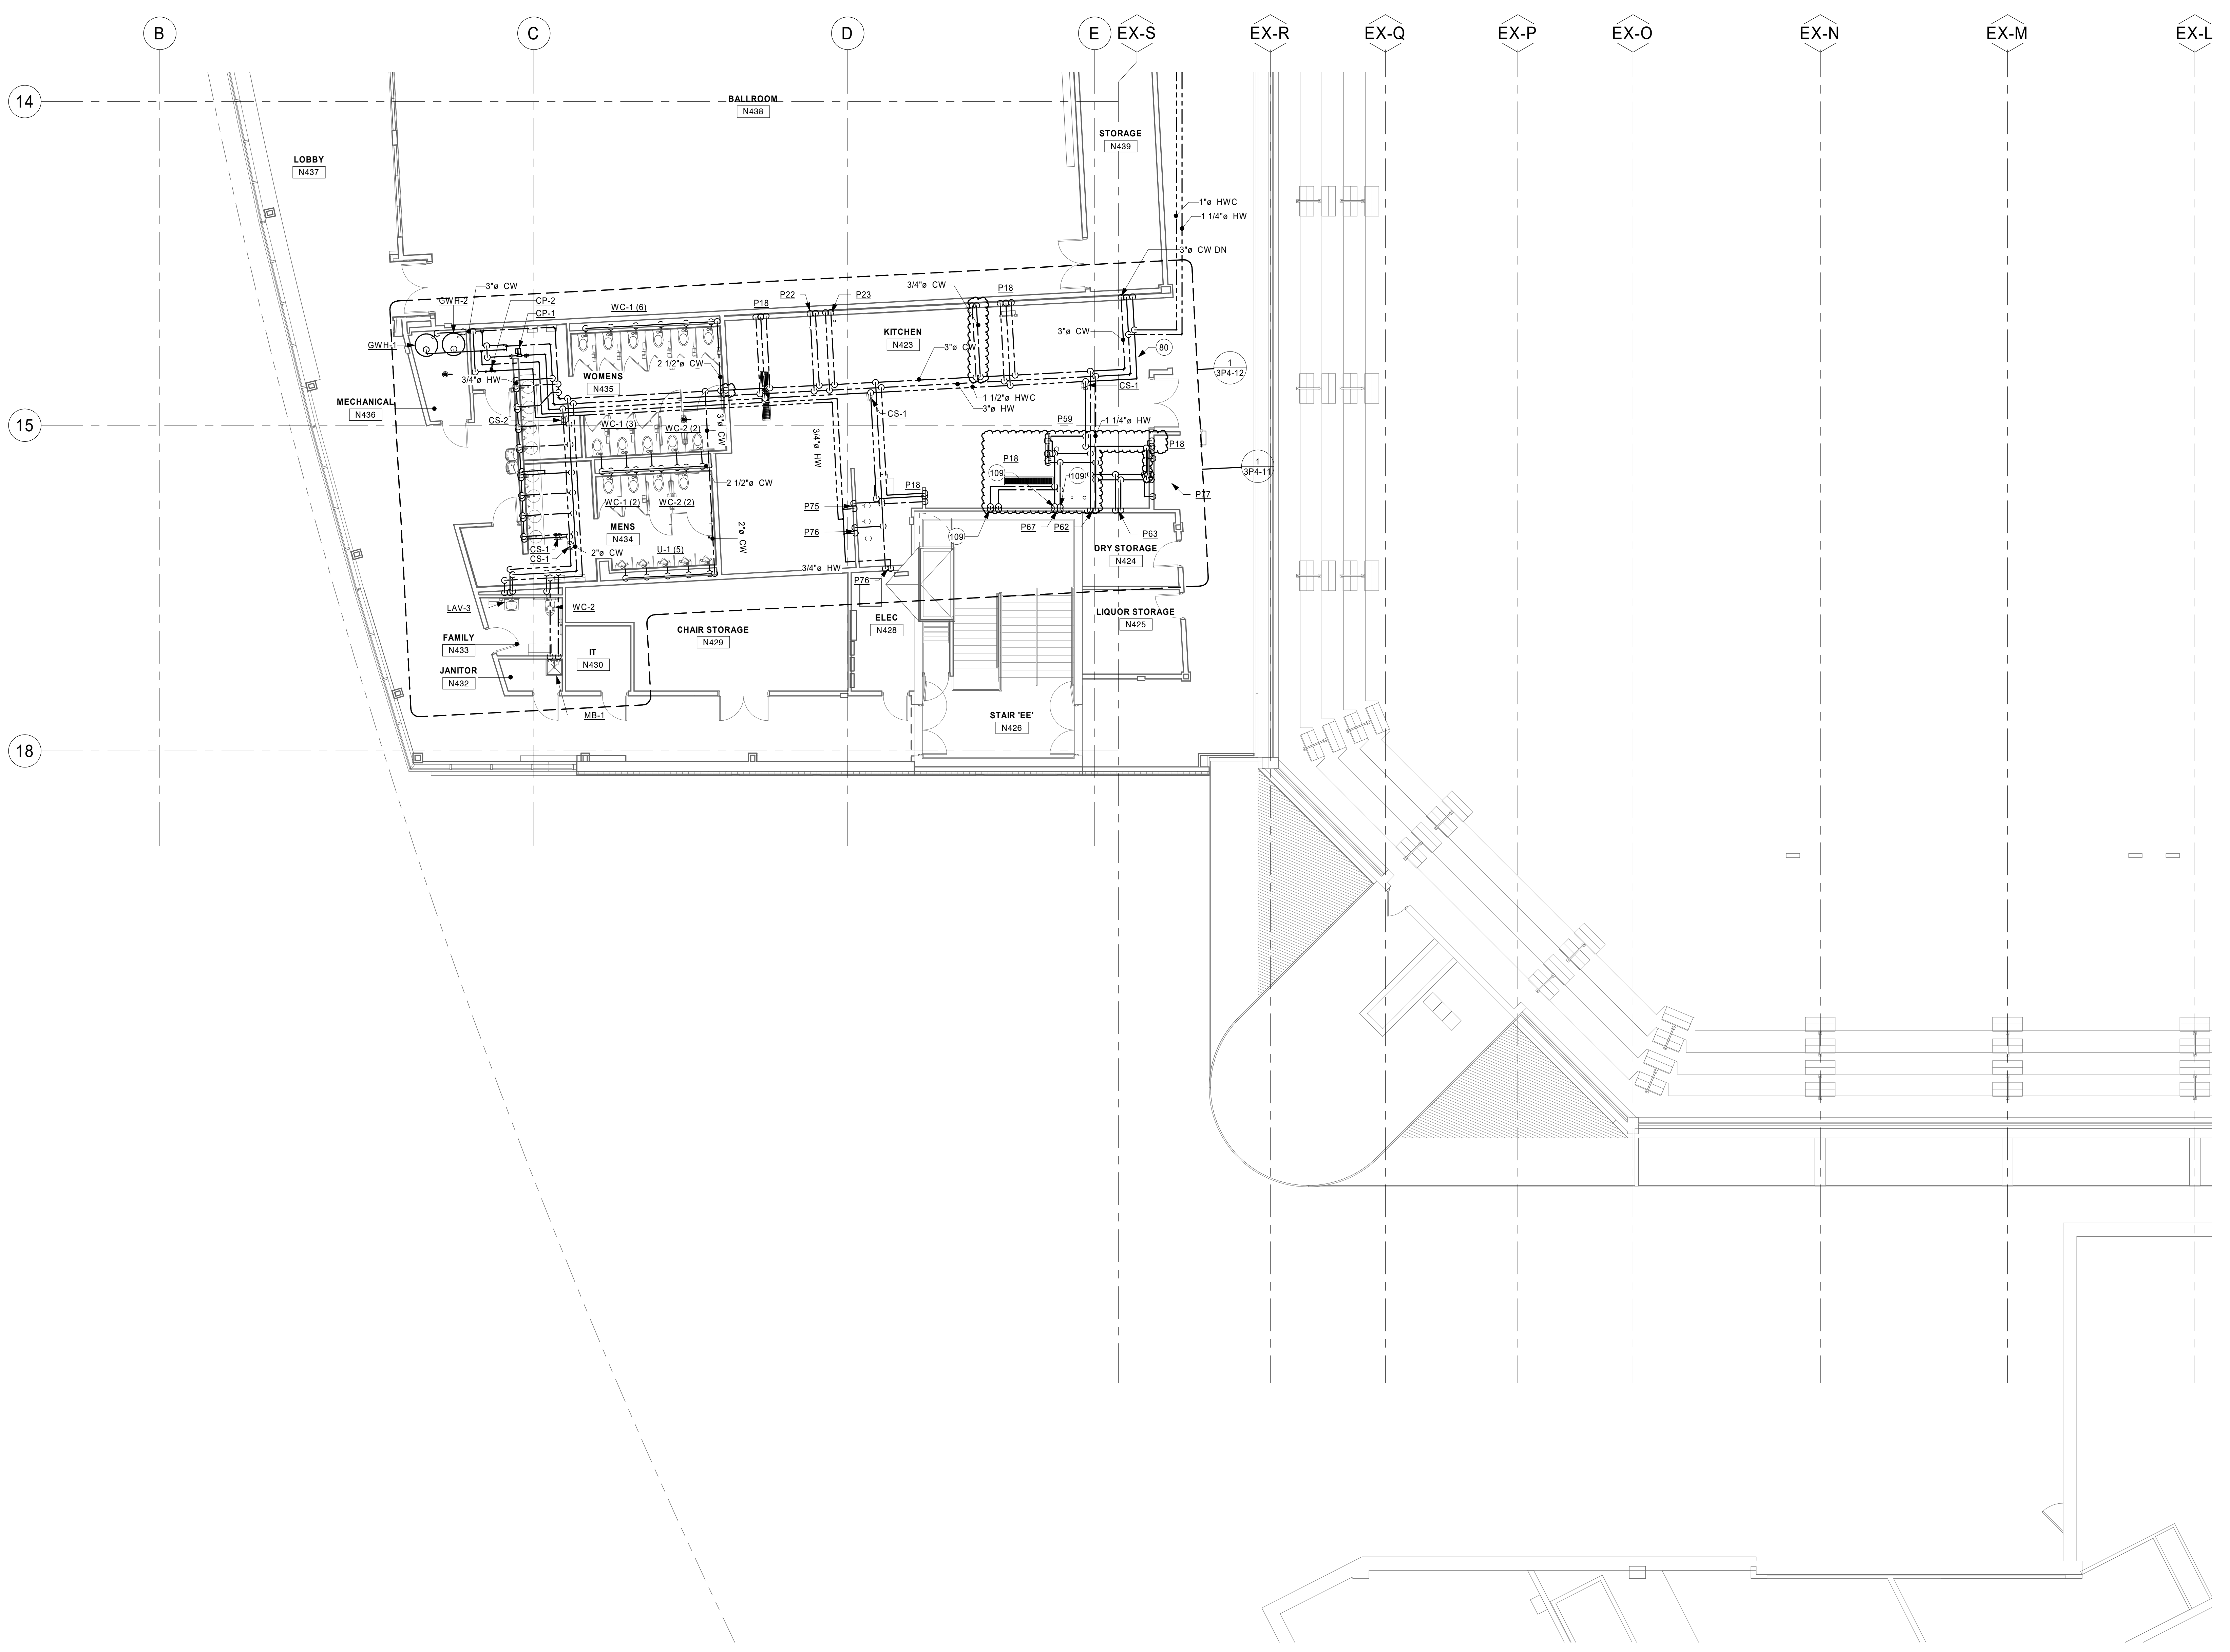 B
C
D
E
EX-S
EX-R
EX-Q
EX-P
EX-O
EX-N
EX-M
EX-L
14
BALLROOM
N438
STORAGE
N439
LOBBY
N437
1"ø HWC
1 1/4"ø HW
3"ø CW DN
3"ø CW
GWH-2
CP-2
CP-1
WC-1 (6)
P18
P22
P23
3/4"ø CW
P18
KITCHEN
N423
3"ø CW
3"ø CW
80
GWH-1
3/4"ø HW
WOMENS
N435
2 1/2"ø CW
1
3P4-12
CS-1
1 1/2"ø HWC
3"ø HW
MECHANICAL
N436
CS-2
CS-1
15
WC-1 (3)
WC-2 (2)
3"ø CW
3/4"ø HW
P59
1 1/4"ø HW
P18
P18
109
109
1
3P4-11
2 1/2"ø CW
P18
P77
WC-1 (2)
WC-2 (2)
P75
P76
MENS
N434
2"ø CW
P67
P62
P63
109
CS-1
CS-1
2"ø CW
U-1 (5)
DRY STORAGE
N424
3/4"ø HW
P76
LAV-3
WC-2
ELEC
N428
LIQUOR STORAGE
N425
CHAIR STORAGE
N429
FAMILY
N433
IT
N430
JANITOR
N432
MB-1
STAIR 'EE'
N426
18